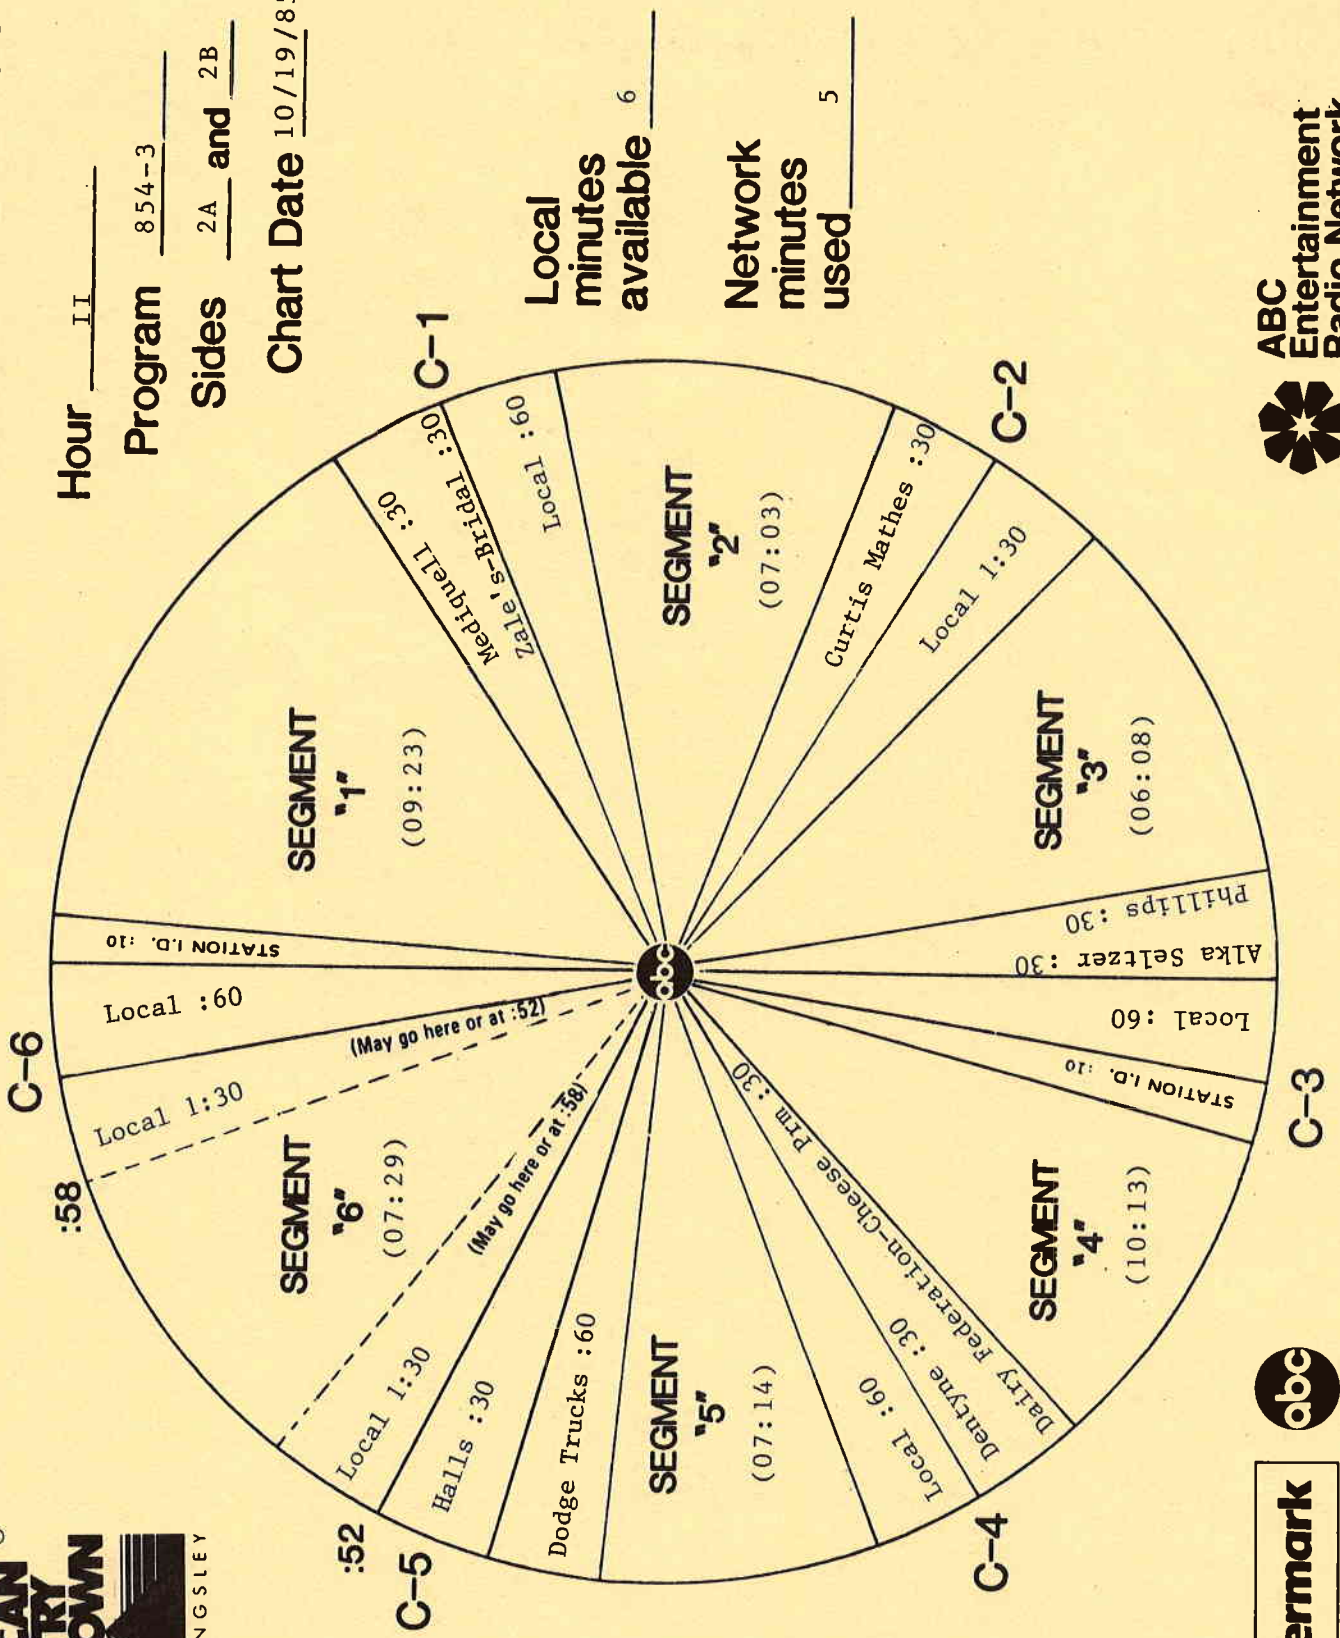 Hour II
Program 854-3
Sides 2A and 2B
Chart Date 10/19/85
Local
minutes
available 6
Network
minutes
used 5
C-1
Mediquell :30
Zale's-Bridal :30
Local :60
SEGMENT
"1"
(09:23)
SEGMENT
"2"
(07:03)
C-2
Curtis Mathes :30
Local 1:30
SEGMENT
"3"
(06:08)
Phillips :30
Alka Seltzer :30
Local :60
STATION I.D. :10
C-3
SEGMENT
"4"
(10:13)
Dairy Federation-Cheese Prm :30
Dentyne :30
Local :60
C-4
SEGMENT
"5"
(07:14)
Dodge Trucks :60
Halls :30
C-5
:52
Local 1:30
(May go here or at :58)
SEGMENT
"6"
(07:29)
:58
Local 1:30
(May go here or at :52)
C-6
Local :60
STATION I.D. :10
abc
ABC
Entertainment
Radio Network
abc